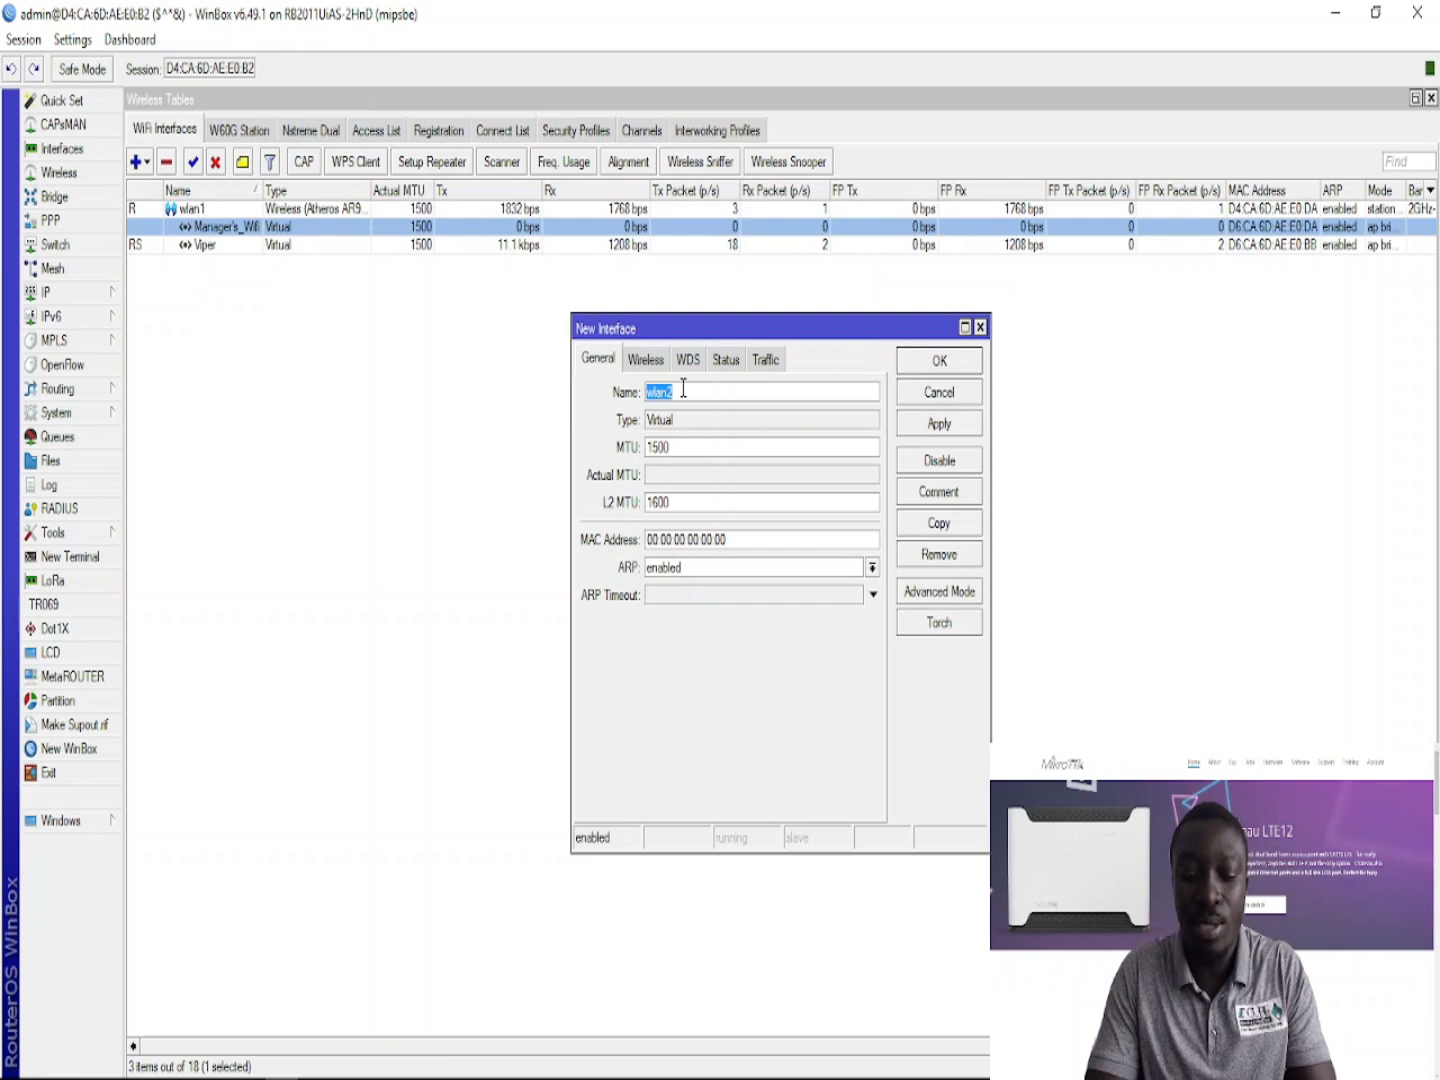 admin@D4:CA:6D:AE:E0:B2 ($^*&) - WinBox v6.49.1 on RB2011UiAS-2HnD (mipsbe)
Session Settings Dashboard
Safe Mode Session: D4:CA:6D:AE:E0:B2
Wireless Tables
WiFi Interfaces W60G Station Nstreme Dual Access List Registration Connect List Security Profiles Channels Interworking Profiles
CAP WPS Client Setup Repeater Scanner Freq. Usage Alignment Wireless Sniffer Wireless Snooper Find
Name / Type Actual MTU Tx Rx Tx Packet (p/s) Rx Packet (p/s) FP Tx FP Rx FP Tx Packet (p/s) FP Rx Packet (p/s) MAC Address ARP Mode Bar
R wlan1 Wireless (Atheros AR9... 1500 1832 bps 1768 bps 3 1 0 bps 1768 bps 0 1 D4:CA:6D:AE:E0:DA enabled station... 2GHz-
Manager's_Wifi Virtual 1500 0 bps 0 bps 0 0 0 bps 0 bps 0 0 D6:CA:6D:AE:E0:DA enabled ap bri...
RS Viper Virtual 1500 11.1 kbps 1208 bps 18 2 0 bps 1208 bps 0 2 D6:CA:6D:AE:E0:BB enabled ap bri...
Quick Set
CAPsMAN
Interfaces
Wireless
Bridge
PPP
Switch
Mesh
IP
IPv6
MPLS
OpenFlow
Routing
System
Queues
Files
Log
RADIUS
Tools
New Terminal
LoRa
TR069
Dot1X
LCD
MetaROUTER
Partition
Make Supout.rif
New WinBox
Exit
Windows
RouterOS WinBox
New Interface
General Wireless WDS Status Traffic
Name: wlan2
Type: Virtual
MTU: 1500
Actual MTU:
L2 MTU: 1600
MAC Address: 00:00:00:00:00:00
ARP: enabled
ARP Timeout:
OK
Cancel
Apply
Disable
Comment
Copy
Remove
Advanced Mode
Torch
enabled running slave
MikroTik Home About Buy Jobs Hardware Software Support Training Account
LTE12
3 items out of 18 (1 selected)